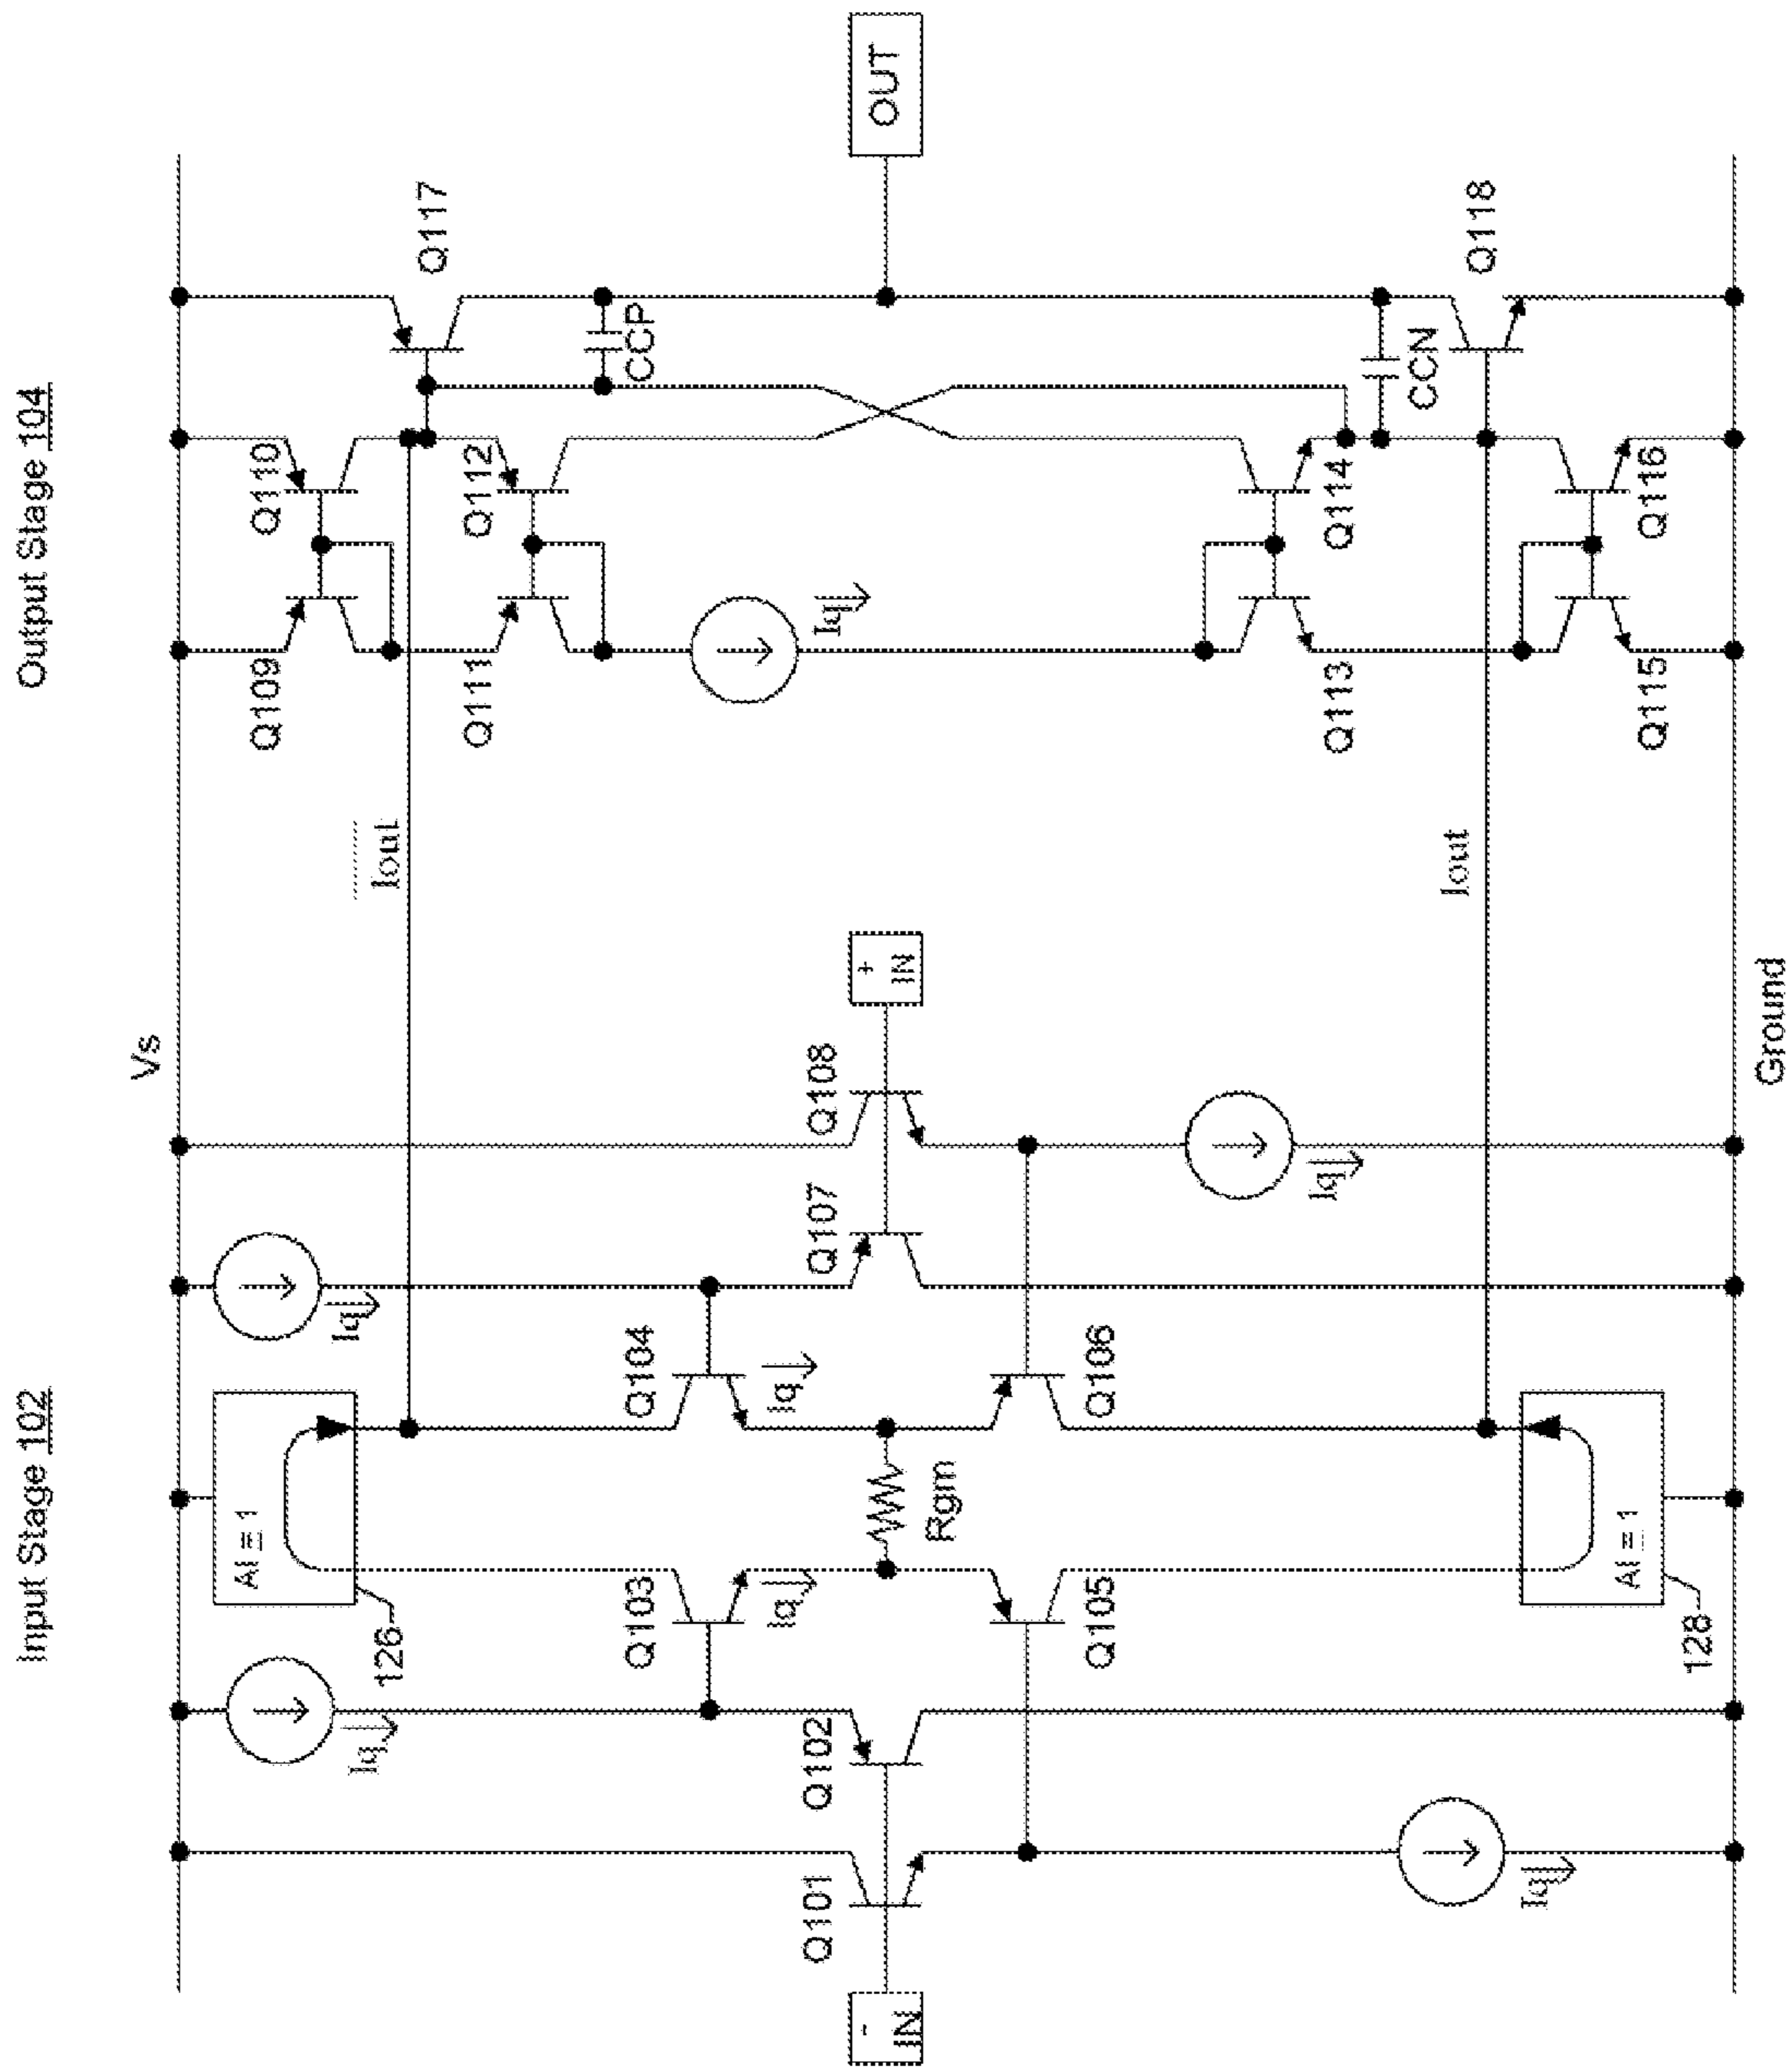 Input Stage 102
Output Stage 104
Vs
126
AI = 1
Iq
Iq
Iq
Q109
Q110
Q117
Iout
Q111
Q112
CCP
Q103
Q104
Iq
Iq
Iq
- IN
Q101
Q102
Rgm
Q107
Q108
+ IN
OUT
Q105
Q106
Iq
Iq
Q113
Q114
CCN
Iout
Q118
128
AI = 1
Q115
Q116
Ground